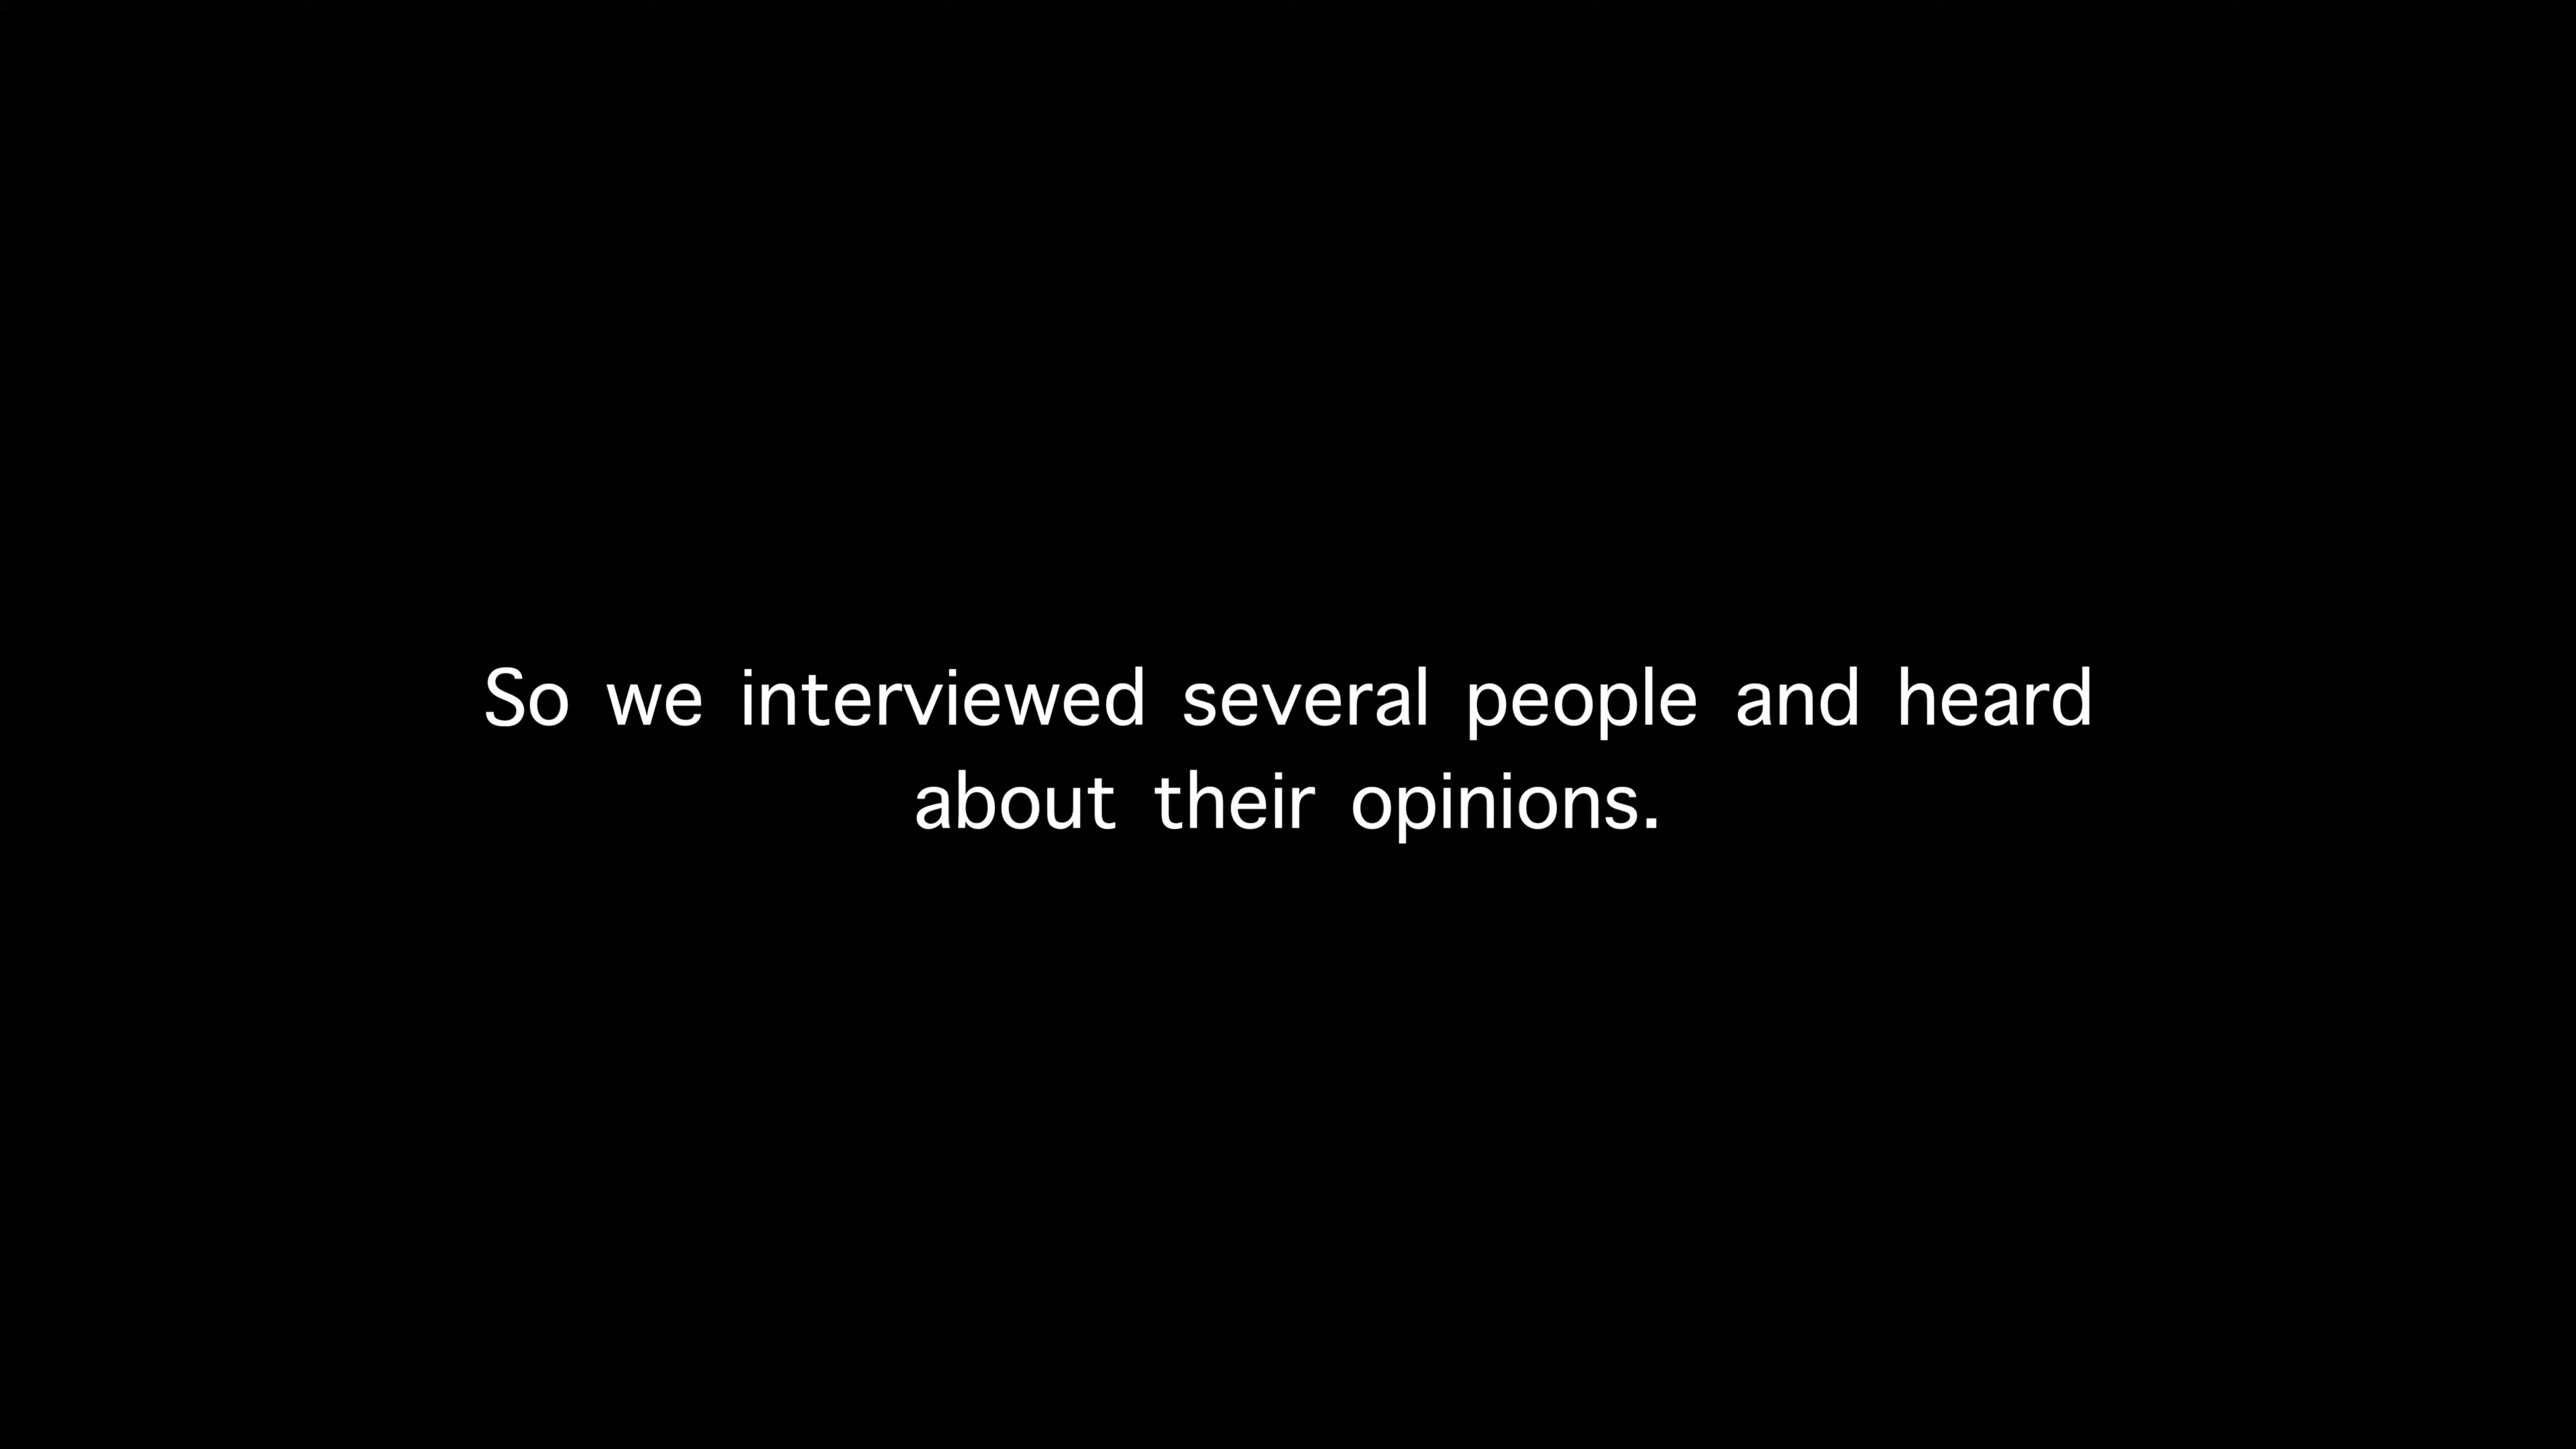 So we interviewed several people and heard
about their opinions.